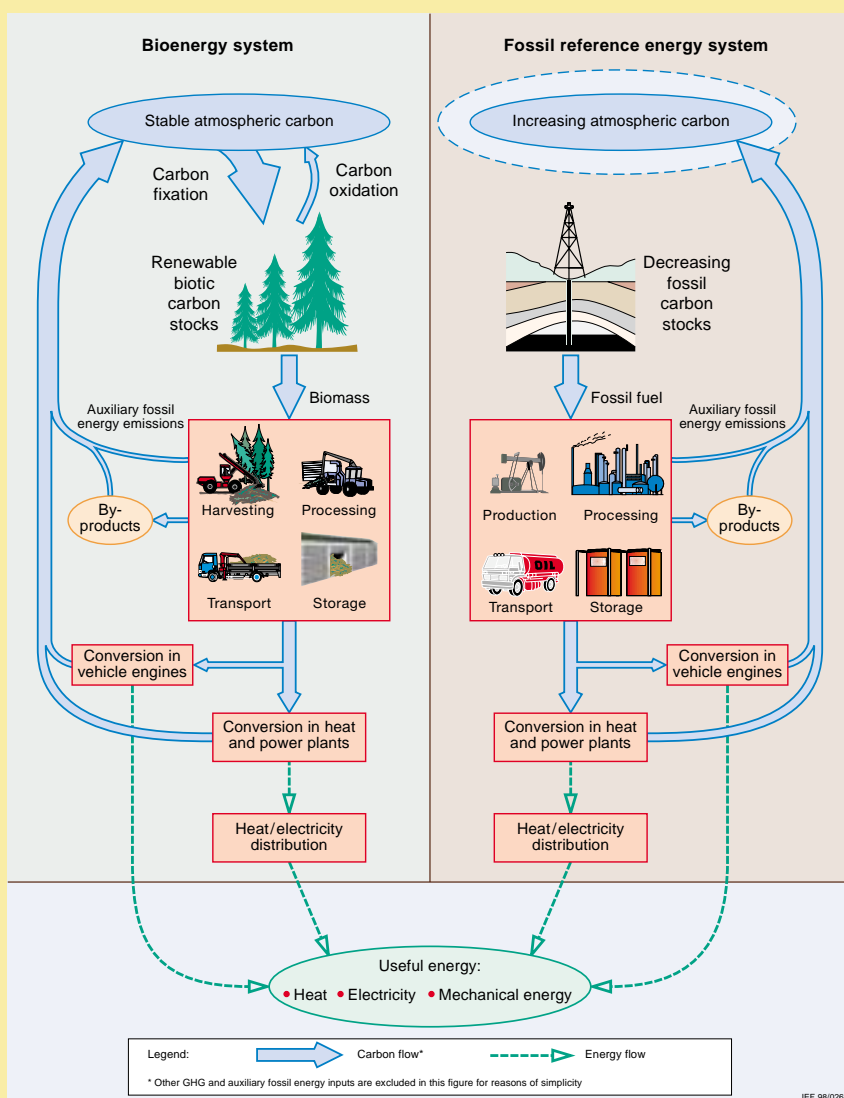 Bioenergy system
Stable atmospheric carbon
Carbon
fixation
Carbon
oxidation
Renewable
biotic
carbon
stocks
Biomass
Auxiliary fossil
energy emissions
Harvesting
Processing
By-
products
Transport
Storage
Conversion in
vehicle engines
Conversion in heat
and power plants
Heat/electricity
distribution
Fossil reference energy system
Increasing atmospheric carbon
Decreasing
fossil
carbon
stocks
Fossil fuel
Auxiliary fossil
energy emissions
Production
Processing
By-
products
OIL
Transport
Storage
Conversion in
vehicle engines
Conversion in heat
and power plants
Heat/electricity
distribution
Useful energy:
• Heat • Electricity • Mechanical energy
Legend: Carbon flow* Energy flow
* Other GHG and auxiliary fossil energy inputs are excluded in this figure for reasons of simplicity